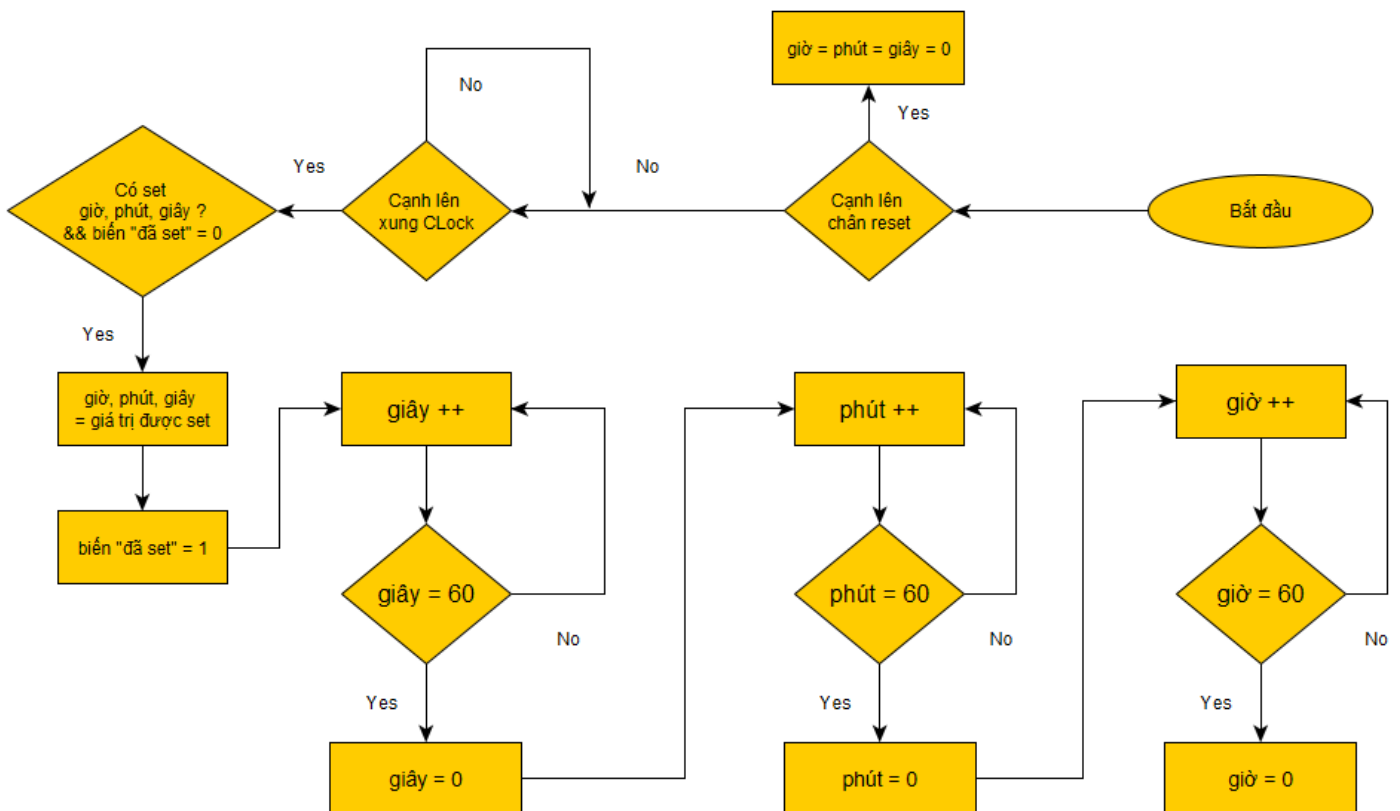 giờ = phút = giây = 0
No
Yes
Yes
No
Có set
giờ, phút, giây ?
&& biến "đã set" = 0
Cạnh lên
xung CLock
Cạnh lên
chân reset
Bắt đầu
Yes
giờ, phút, giây
= giá trị được set
giây ++
phút ++
giờ ++
biến "đã set" = 1
giây = 60
phút = 60
giờ = 60
No
No
No
Yes
Yes
Yes
giây = 0
phút = 0
giờ = 0